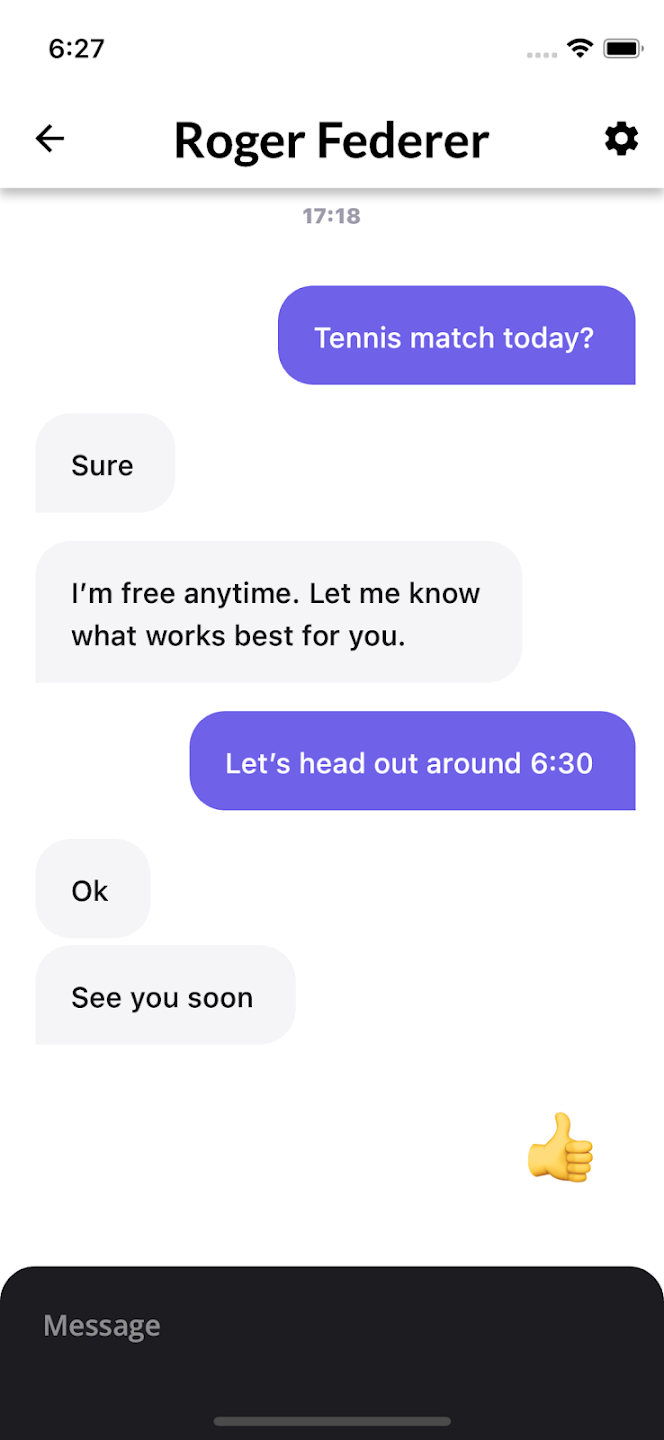 6:27
Roger Federer
17:18
Tennis match today?
Sure
I’m free anytime. Let me know
what works best for you.
Let’s head out around 6:30
Ok
See you soon
👍
Message